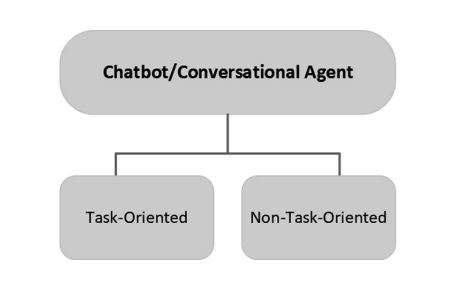 Chatbot/Conversational Agent
Task-Oriented
Non-Task-Oriented